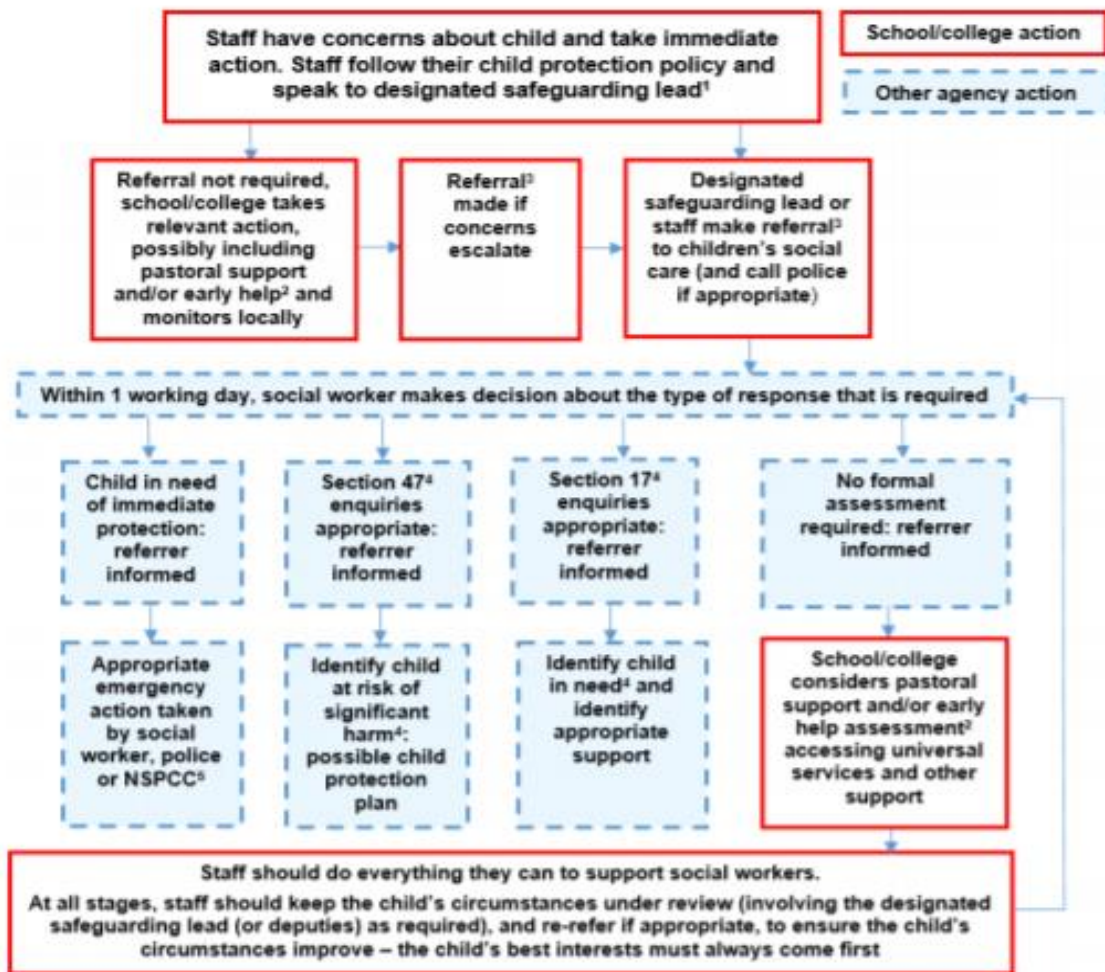 Staff have concerns about child and take immediate
action. Staff follow their child protection policy and
speak to designated safeguarding lead¹
School/college action
Other agency action
Referral not required,
school/college takes
relevant action,
possibly including
pastoral support
and/or early help² and
monitors locally
Referral³
made if
concerns
escalate
Designated
safeguarding lead or
staff make referral³
to children's social
care (and call police
if appropriate)
Within 1 working day, social worker makes decision about the type of response that is required
Child in need
of immediate
protection:
referrer
informed
Section 47⁴
enquiries
appropriate:
referrer
informed
Section 17⁴
enquiries
appropriate:
referrer
informed
No formal
assessment
required: referrer
informed
Appropriate
emergency
action taken
by social
worker, police
or NSPCC⁵
Identify child
at risk of
significant
harm⁴:
possible child
protection
plan
Identify child
in need⁴ and
identify
appropriate
support
School/college
considers pastoral
support and/or early
help assessment²
accessing universal
services and other
support
Staff should do everything they can to support social workers.
At all stages, staff should keep the child's circumstances under review (involving the designated
safeguarding lead (or deputies) as required), and re-refer if appropriate, to ensure the child's
circumstances improve – the child's best interests must always come first